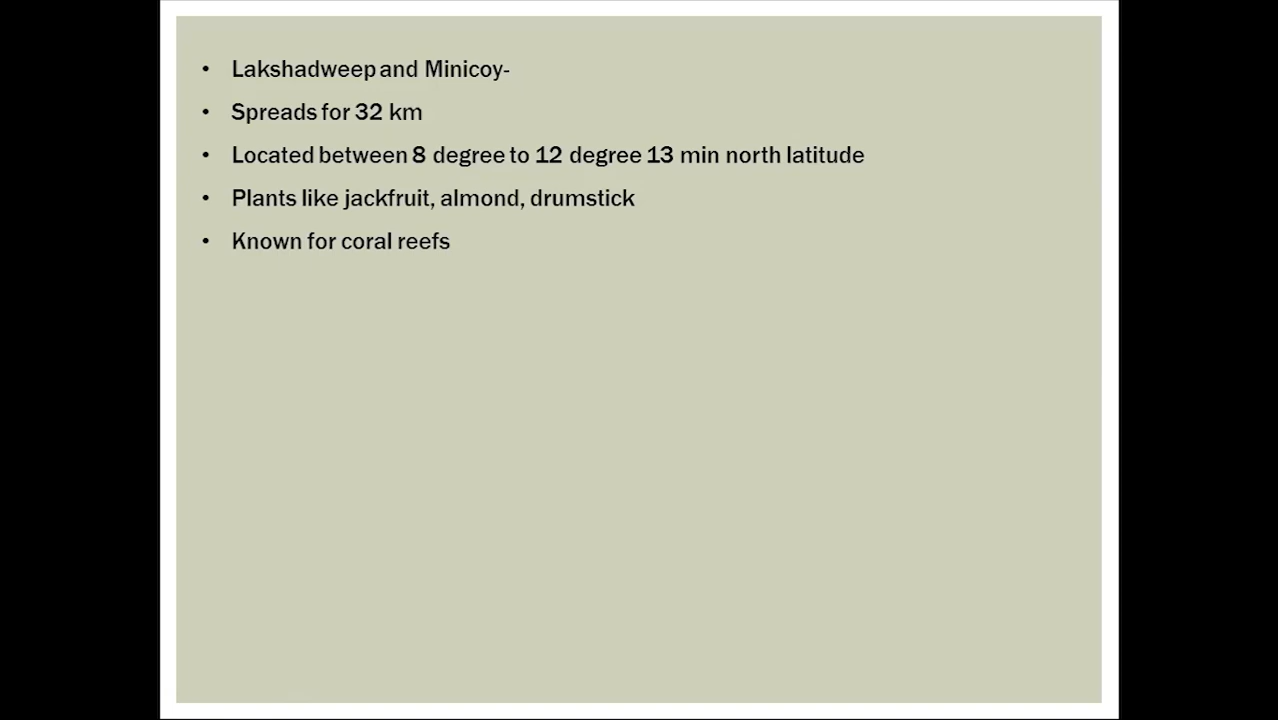 • Lakshadweep and Minicoy-
• Spreads for 32 km
• Located between 8 degree to 12 degree 13 min north latitude
• Plants like jackfruit, almond, drumstick
• Known for coral reefs